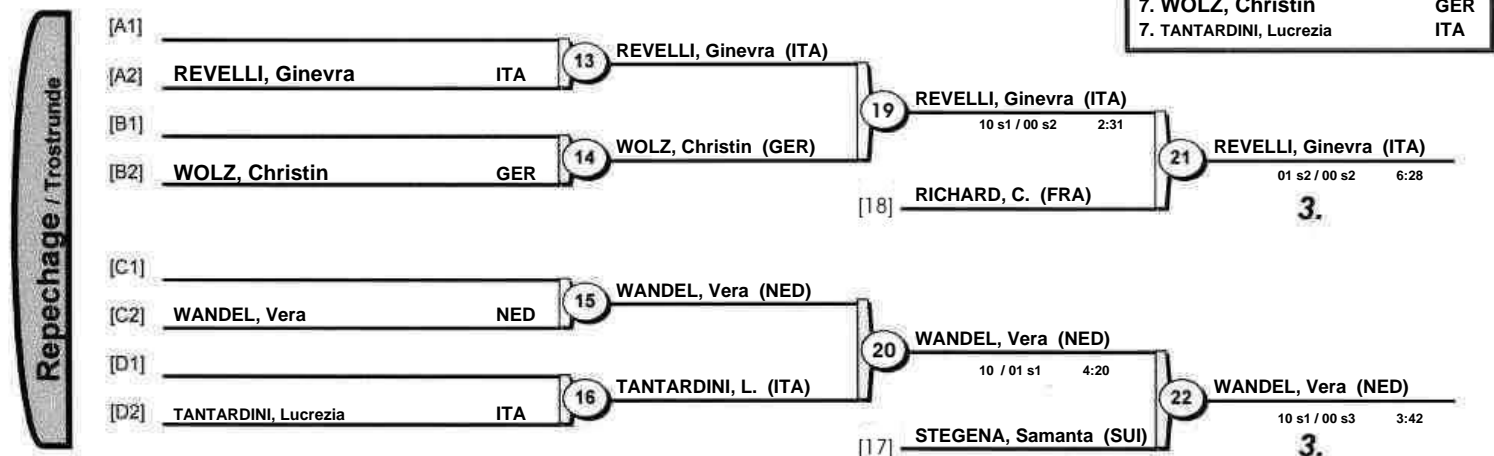 7. WOLZ, Christin GER
7. TANTARDINI, Lucrezia ITA
Repechage / Trostrunde
[A1]
[A2] REVELLI, Ginevra ITA
13 REVELLI, Ginevra (ITA)
[B1]
[B2] WOLZ, Christin GER
14 WOLZ, Christin (GER)
19 REVELLI, Ginevra (ITA)
10 s1 / 00 s2 2:31
[18] RICHARD, C. (FRA)
21 REVELLI, Ginevra (ITA)
01 s2 / 00 s2 6:28
3.
[C1]
[C2] WANDEL, Vera NED
15 WANDEL, Vera (NED)
[D1]
[D2] TANTARDINI, Lucrezia ITA
16 TANTARDINI, L. (ITA)
20 WANDEL, Vera (NED)
10 / 01 s1 4:20
[17] STEGENA, Samanta (SUI)
22 WANDEL, Vera (NED)
10 s1 / 00 s3 3:42
3.